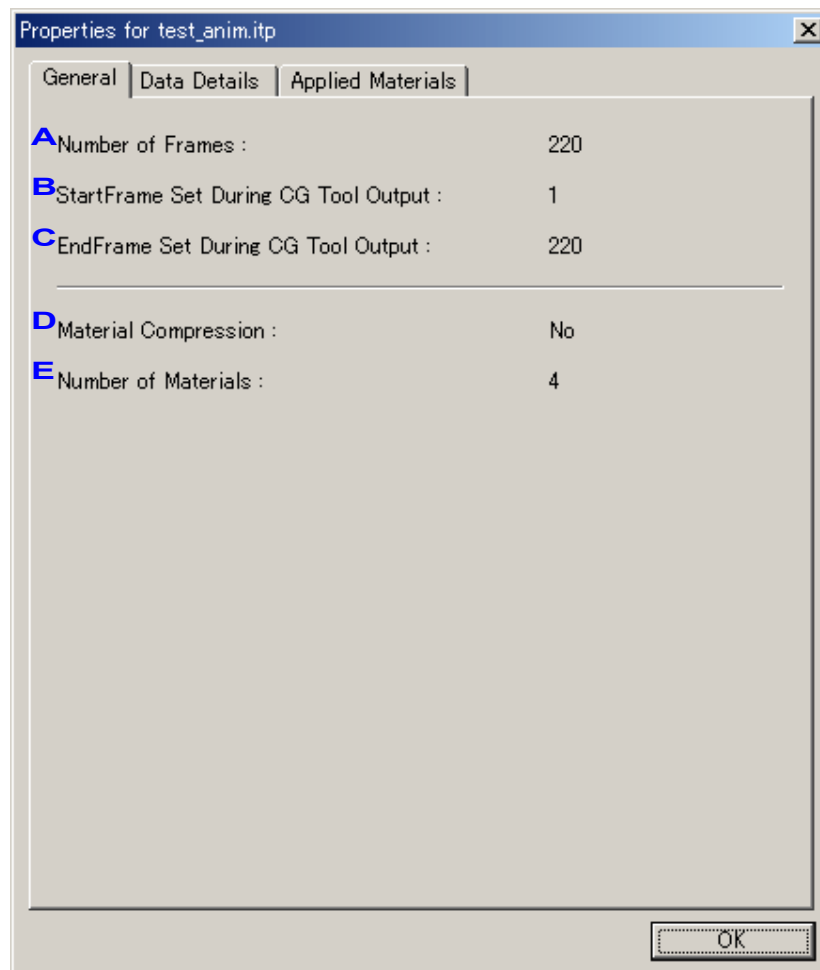 Properties for test_anim.itp
General Data Details Applied Materials
A Number of Frames : 220
B StartFrame Set During CG Tool Output : 1
C EndFrame Set During CG Tool Output : 220
D Material Compression : No
E Number of Materials : 4
OK